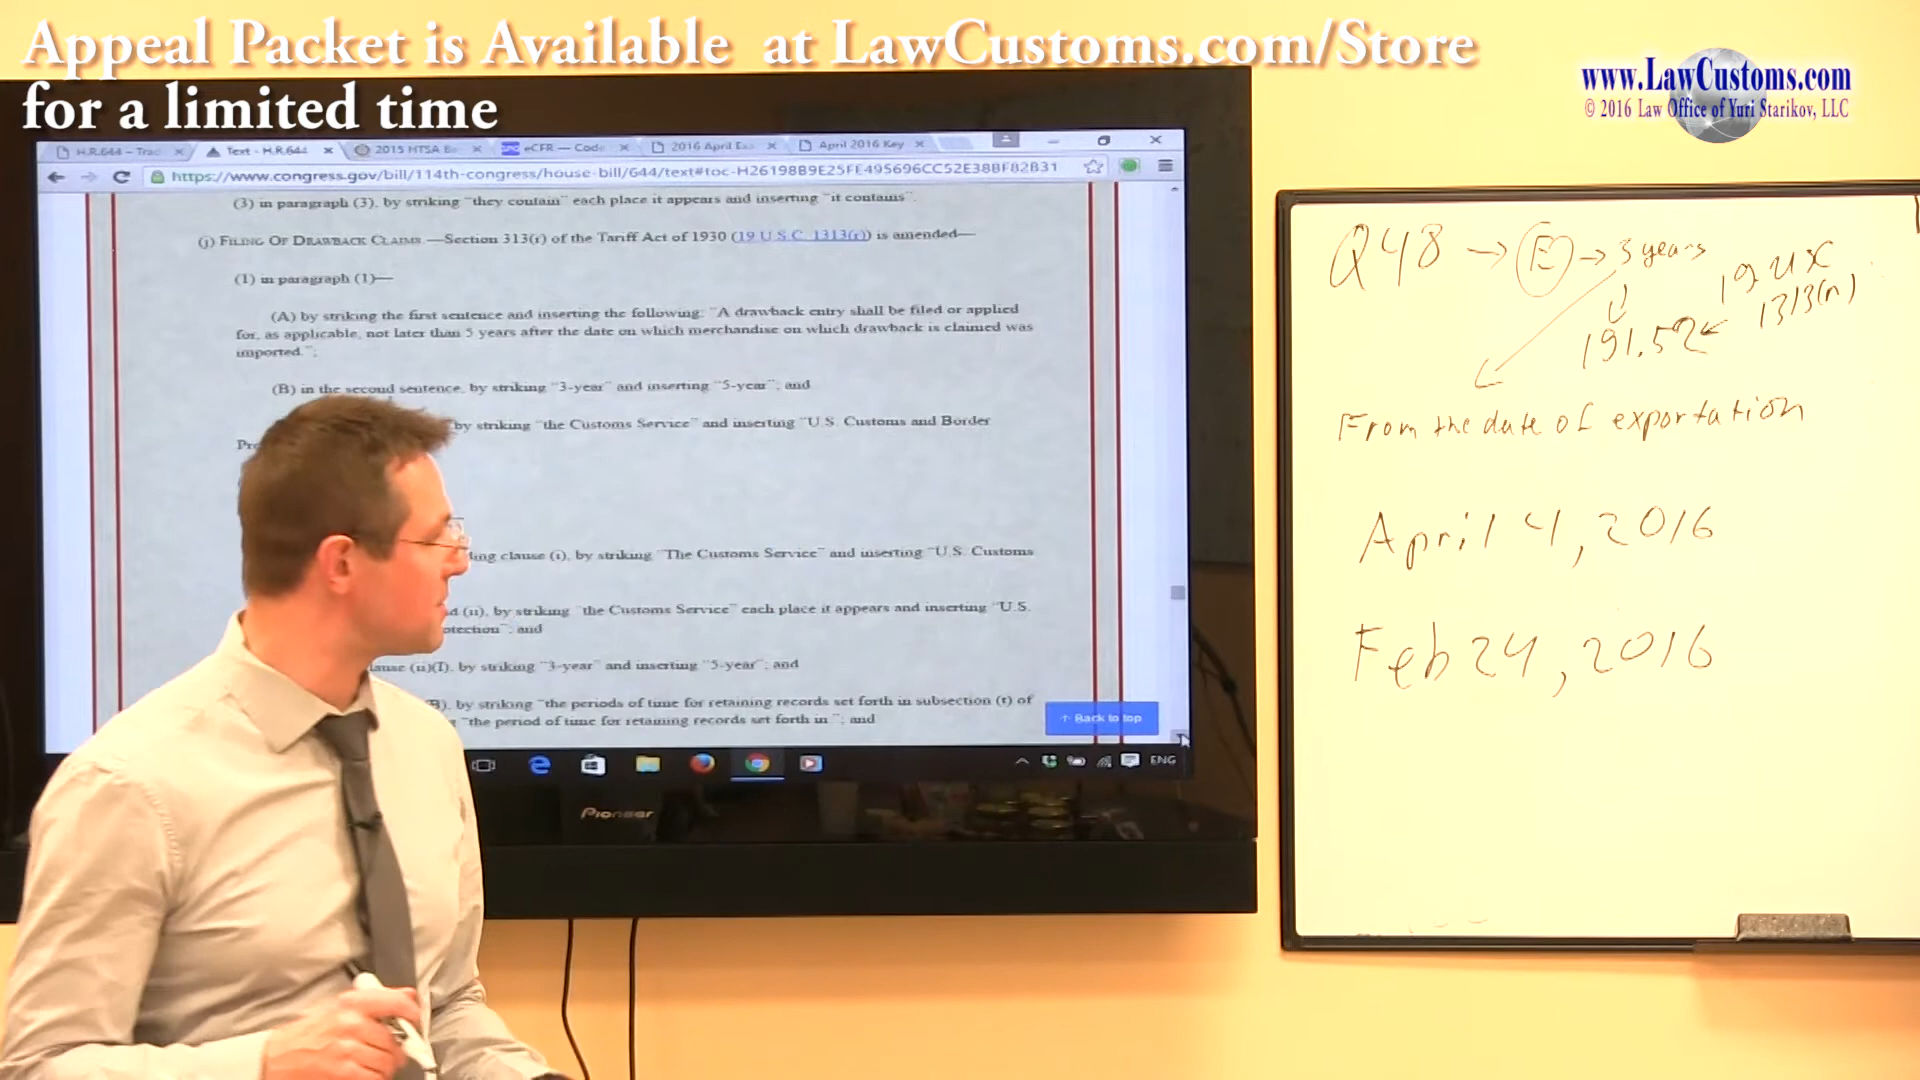 Appeal Packet is Available at LawCustoms.com/Store
for a limited time
www.LawCustoms.com
© 2016 Law Office of Yuri Starikov, LLC
H.R.644 - Trac
Text - H.R.644
2015 HTSA
eCFR — Code
2016 April Exa
April 2016 Key
https://www.congress.gov/bill/114th-congress/house-bill/644/text#toc-H26198B9E25FE495696CC52E38BF82B31
(3) in paragraph (3), by striking “they contain” each place it appears and inserting “it contains”.
(j) FILING OF DRAWBACK CLAIMS.—Section 313(r) of the Tariff Act of 1930 (19 U.S.C. 1313(r)) is amended—
(1) in paragraph (1)—
(A) by striking the first sentence and inserting the following: “A drawback entry shall be filed or applied
for, as applicable, not later than 5 years after the date on which merchandise on which drawback is claimed was
imported.”;
(B) in the second sentence, by striking “3-year” and inserting “5-year”; and
by striking “the Customs Service” and inserting “U.S. Customs and Border
ing clause (i), by striking “The Customs Service” and inserting “U.S. Customs
d (ii), by striking “the Customs Service” each place it appears and inserting “U.S.
otection”; and
lause (ii)(I), by striking “3-year” and inserting “5-year”; and
B), by striking “the periods of time for retaining records set forth in subsection (t) of
“the period of time for retaining records set forth in”; and
↑ Back to top
ENG
Pioneer
Q48 → E → 3 years
191.52
19 USC
1313(r)
From the date of exportation
April 4, 2016
Feb 24, 2016